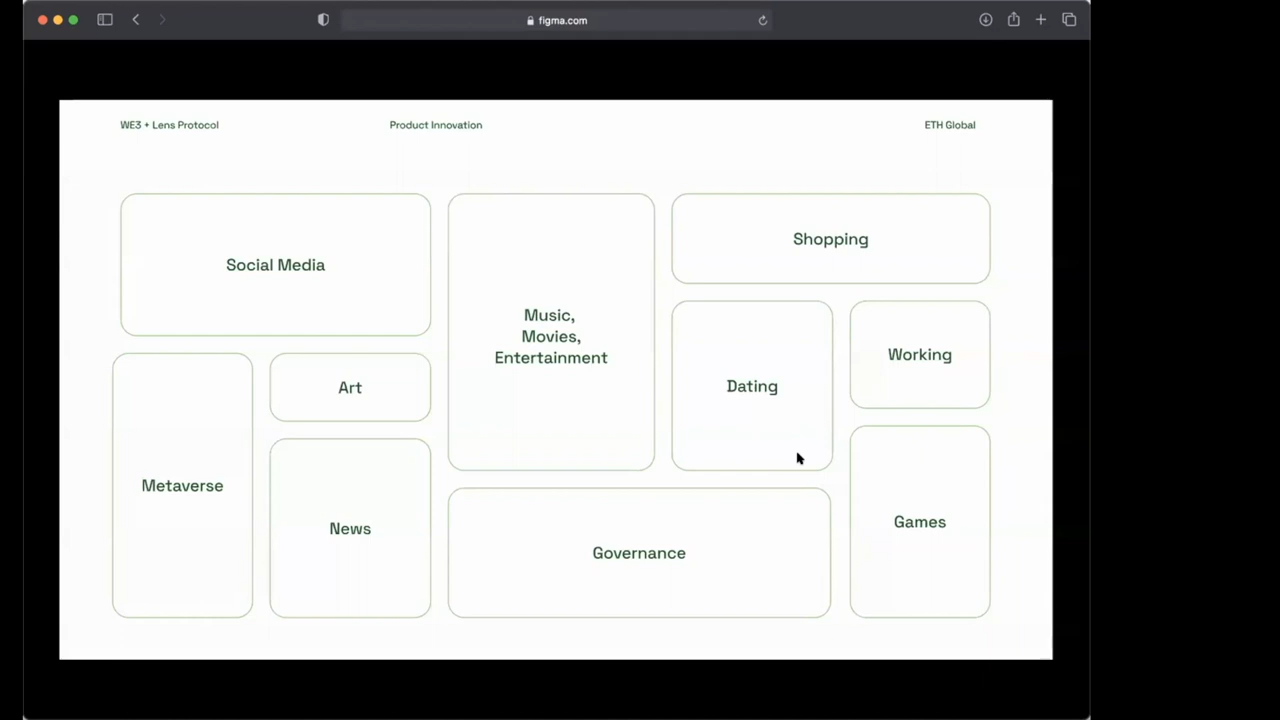 figma.com
WE3 + Lens Protocol
Product Innovation
ETH Global
Social Media
Music,
Movies,
Entertainment
Shopping
Metaverse
Art
News
Dating
Working
Governance
Games